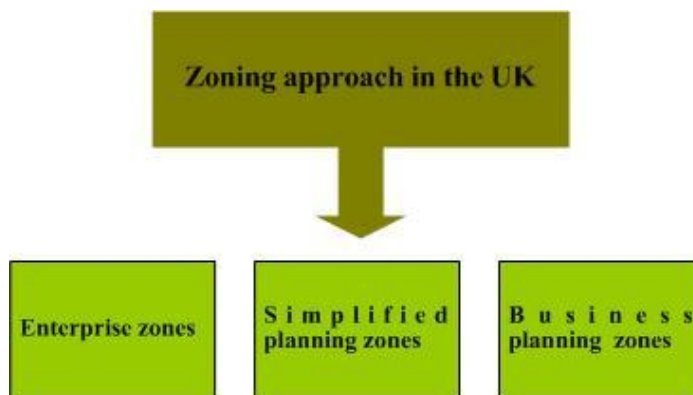 Zoning approach in the UK
Enterprise zones
Simplified
planning zones
Business
planning zones